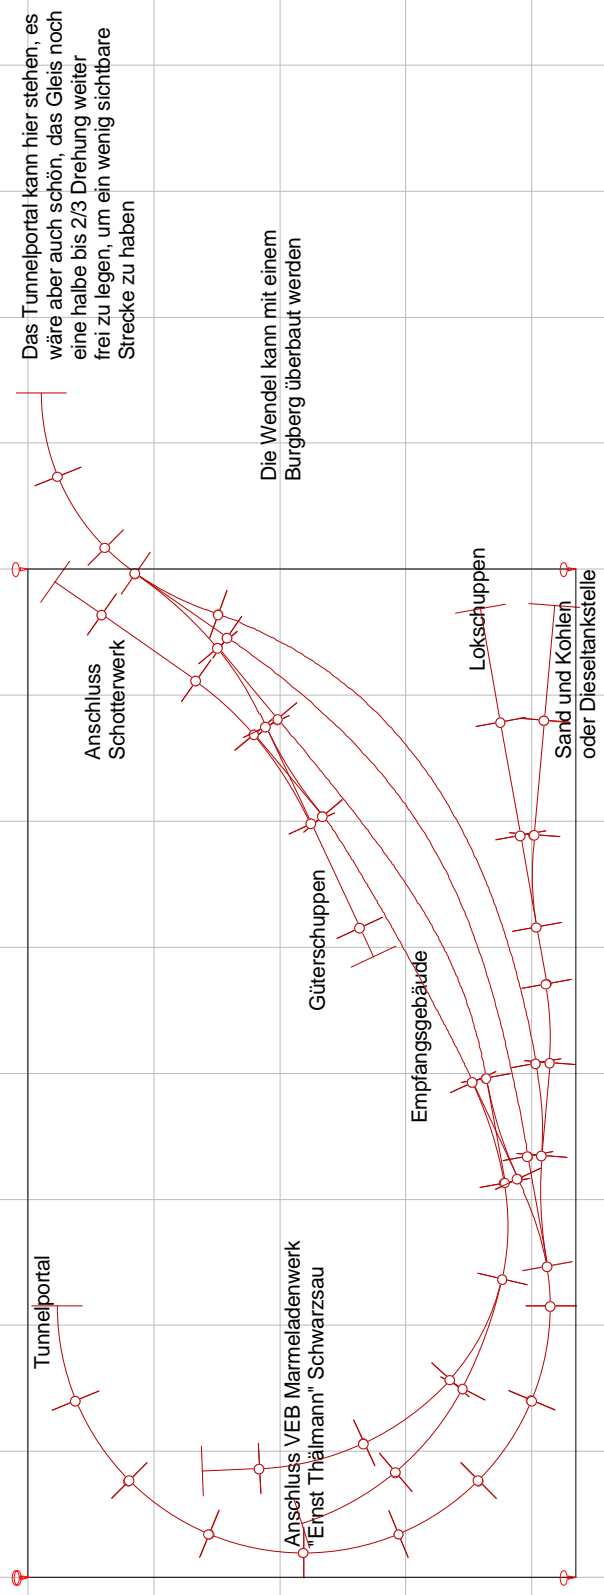 Das Tunnelportal kann hier stehen, es
wäre aber auch schön, das Gleis noch
eine halbe bis 2/3 Drehung weiter
frei zu legen, um ein wenig sichtbare
Strecke zu haben
Die Wendel kann mit einem
Burgberg überbaut werden
Anschluss
Schotterwerk
Lokschuppen
Sand und Kohlen
oder Dieseltankstelle
Güterschuppen
Empfangsgebäude
Tunnelportal
Anschluss VEB Marmeladenwerk
"Ernst Thälmann" Schwarzsau